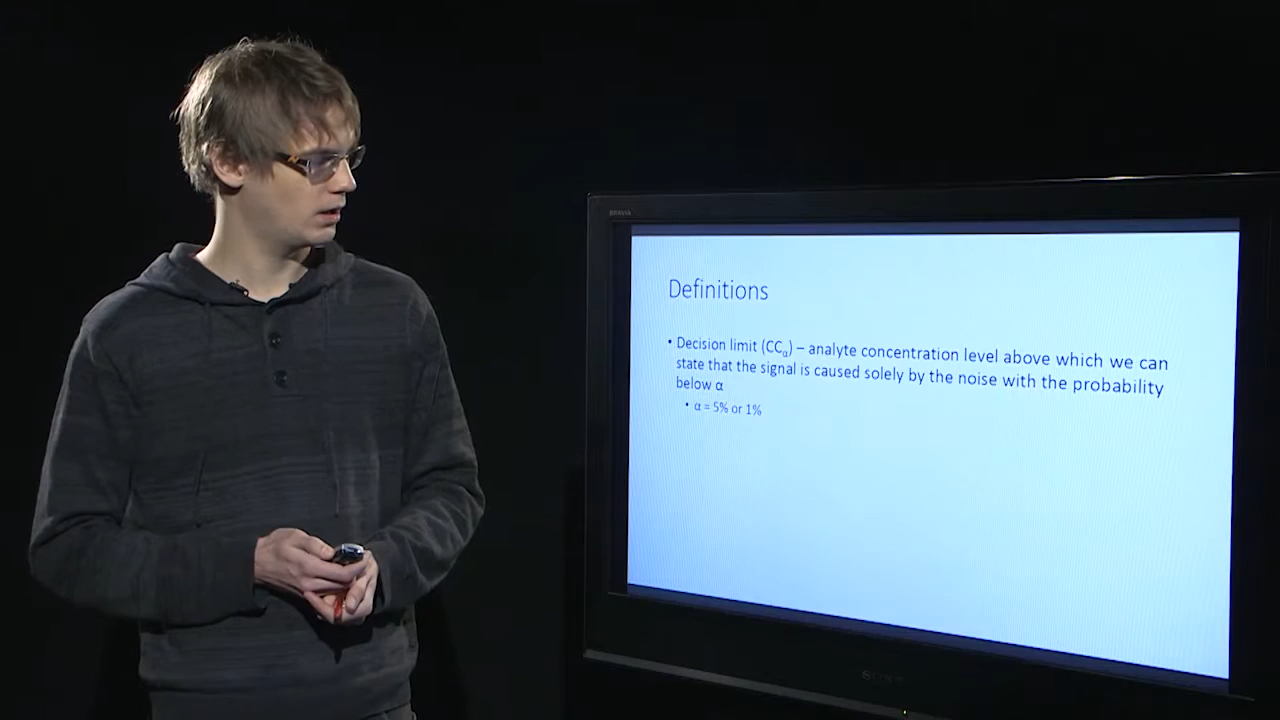 BRAVIA
Definitions
• Decision limit (CCα) – analyte concentration level above which we can
state that the signal is caused solely by the noise with the probability
below α
• α = 5% or 1%
SONY